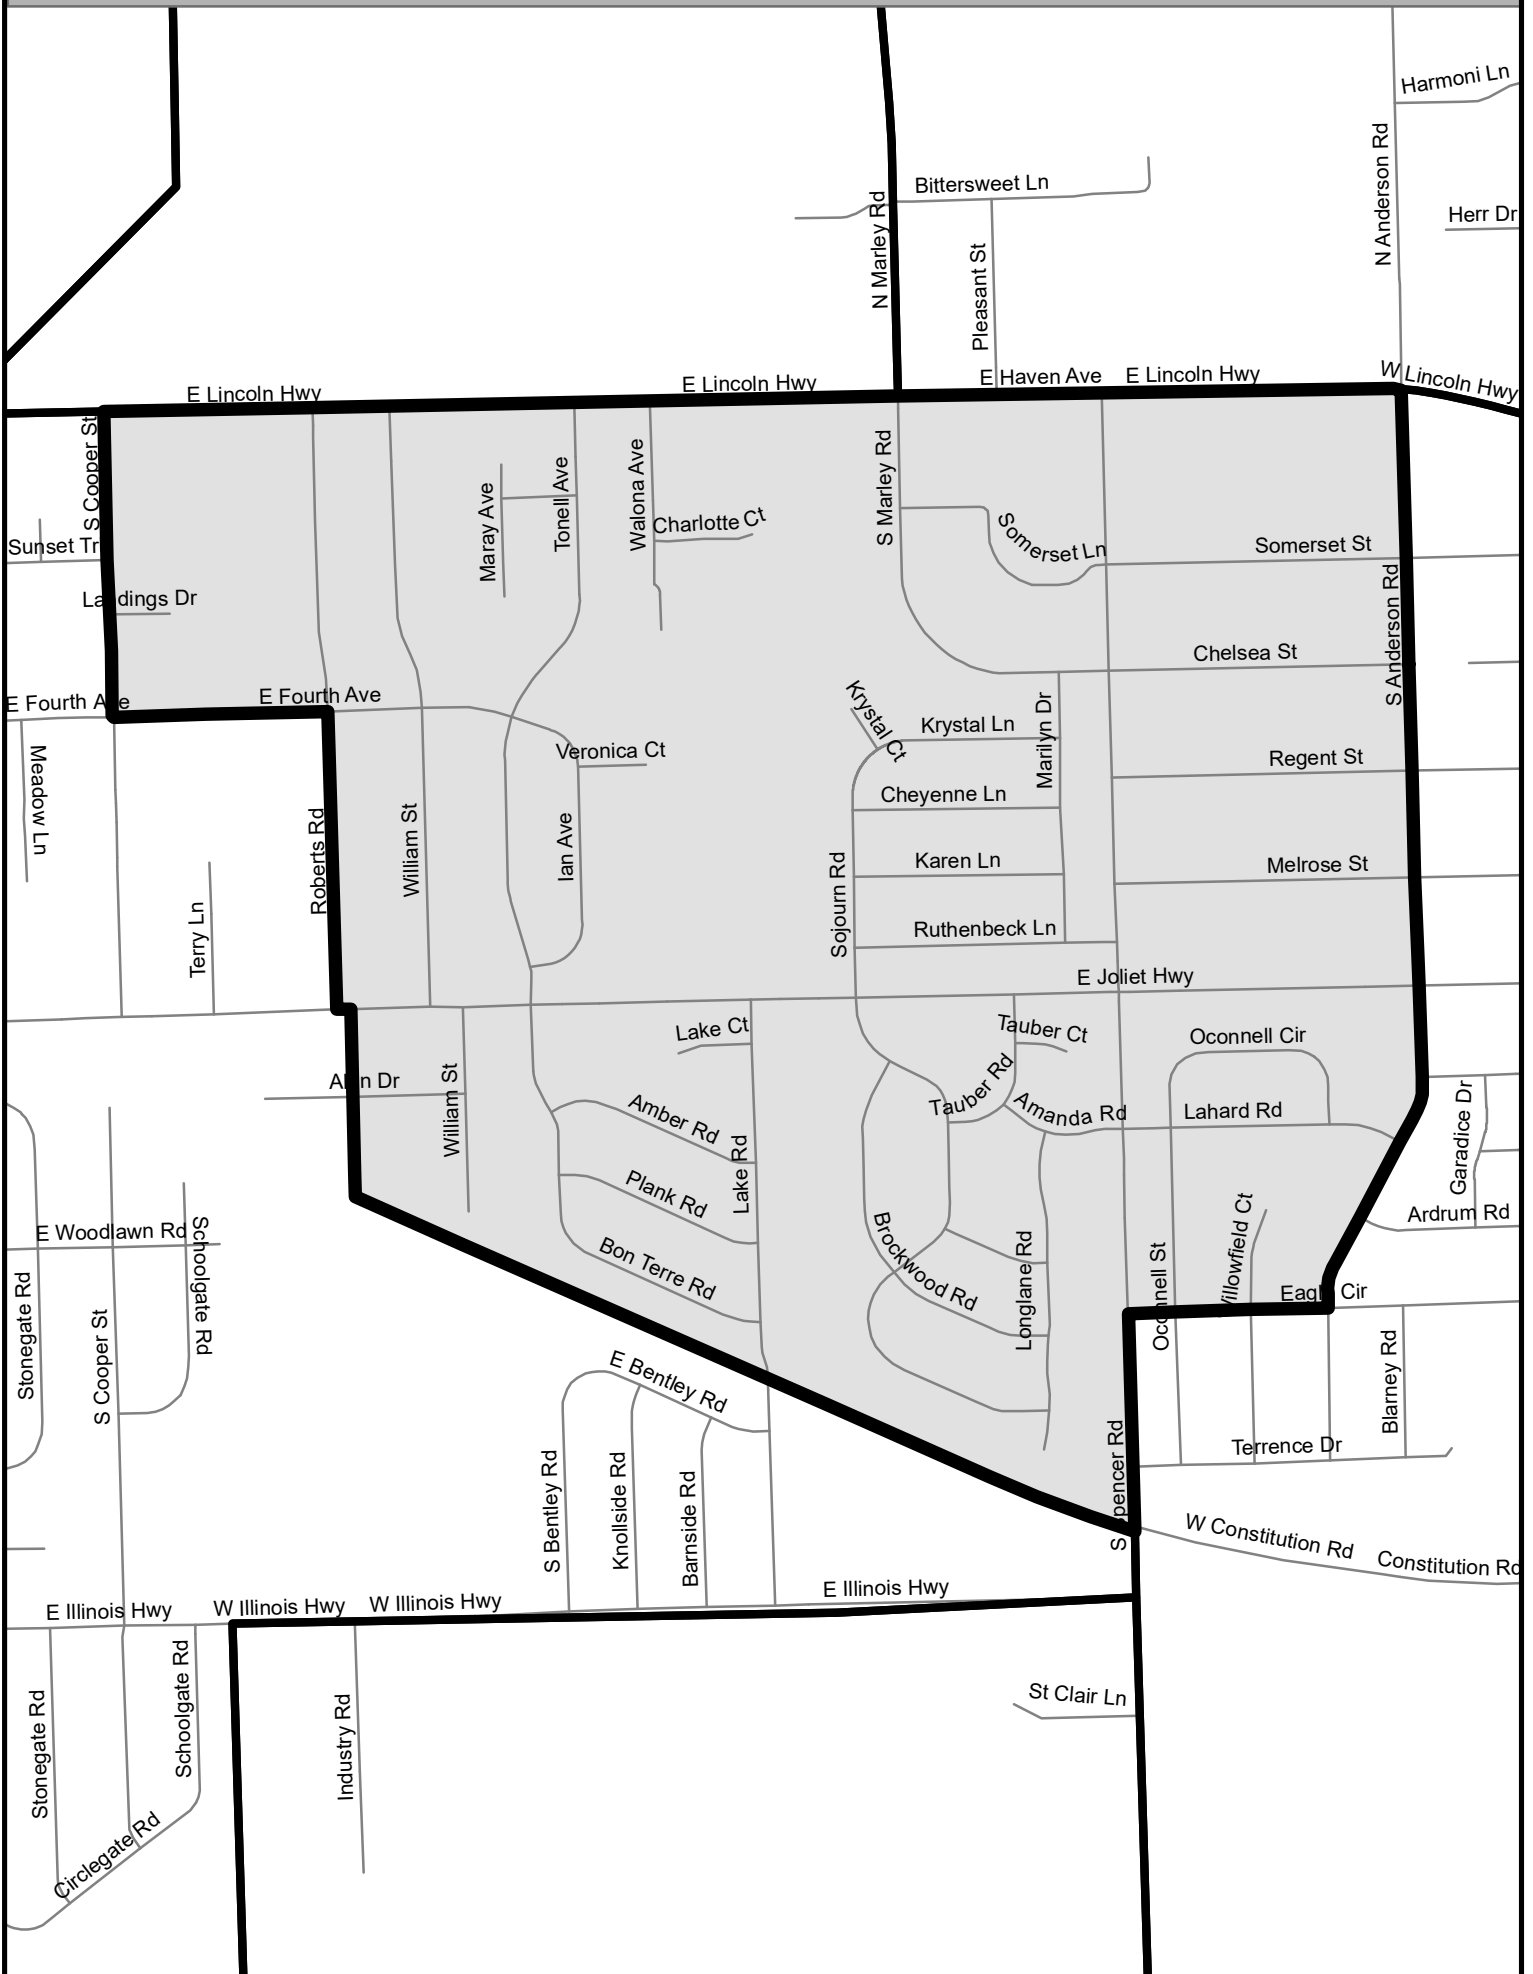 Harmoni Ln
N Anderson Rd
Bittersweet Ln
N Marley Rd
Herr Dr
Pleasant St
E Lincoln Hwy
E Lincoln Hwy
E Haven Ave
E Lincoln Hwy
W Lincoln Hwy
S Cooper St
Maray Ave
Tonell Ave
Walona Ave
Charlotte Ct
S Marley Rd
Somerset Ln
Somerset St
Sunset Tr
Landings Dr
S Anderson Rd
Chelsea St
E Fourth Ave
E Fourth Ave
Krystal Ct
Krystal Ln
Marilyn Dr
Veronica Ct
Regent St
Meadow Ln
Cheyenne Ln
Roberts Rd
William St
Ian Ave
Sojourn Rd
Karen Ln
Melrose St
Terry Ln
Ruthenbeck Ln
E Joliet Hwy
Lake Ct
Tauber Ct
Oconnell Cir
Alan Dr
William St
Amber Rd
Tauber Rd
Amanda Rd
Lahard Rd
Garadice Dr
Lake Rd
Plank Rd
Ardrum Rd
E Woodlawn Rd
Schoolgate Rd
Brockwood Rd
Longlane Rd
Oconnell St
Willowfield Ct
Bon Terre Rd
Eagle Cir
Stonegate Rd
S Cooper St
E Bentley Rd
Blarney Rd
S Bentley Rd
Knollside Rd
Barnside Rd
S Spencer Rd
Terrence Dr
W Constitution Rd
Constitution Rd
E Illinois Hwy
W Illinois Hwy
W Illinois Hwy
E Illinois Hwy
Stonegate Rd
Schoolgate Rd
Industry Rd
St Clair Ln
Circlegate Rd